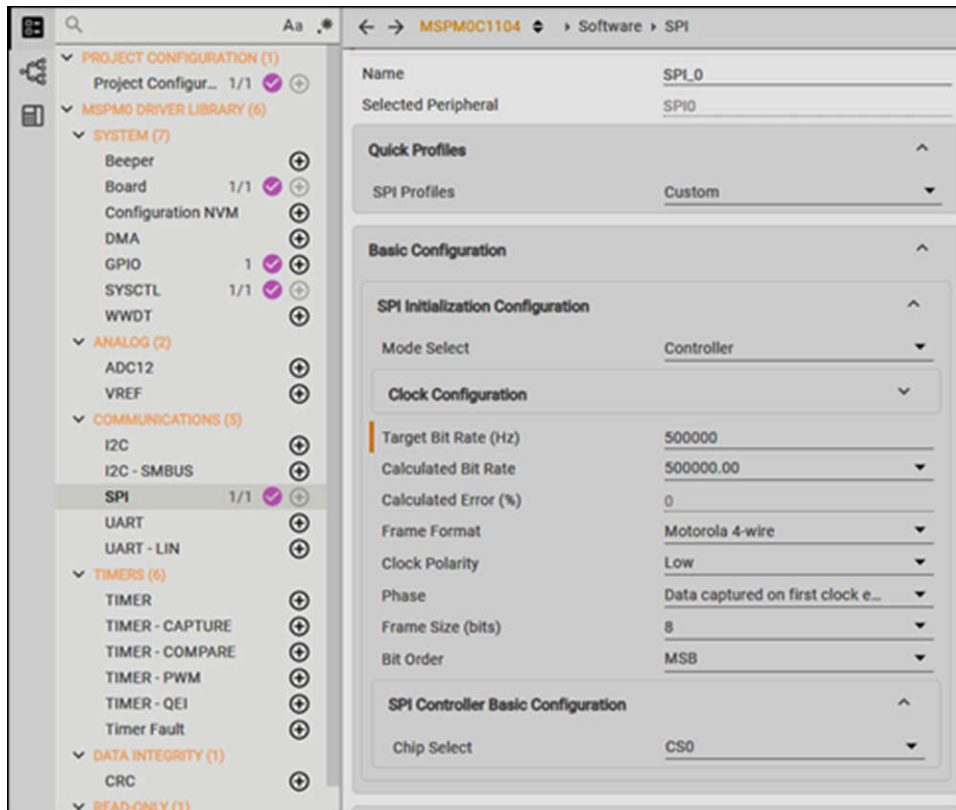 Aa .*
MSPM0C1104 Software SPI
PROJECT CONFIGURATION (1)
Project Configur... 1/1
MSPM0 DRIVER LIBRARY (6)
SYSTEM (7)
Beeper
Board 1/1
Configuration NVM
DMA
GPIO 1
SYSCTL 1/1
WWDT
ANALOG (2)
ADC12
VREF
COMMUNICATIONS (5)
I2C
I2C - SMBUS
SPI 1/1
UART
UART - LIN
TIMERS (6)
TIMER
TIMER - CAPTURE
TIMER - COMPARE
TIMER - PWM
TIMER - QEI
Timer Fault
DATA INTEGRITY (1)
CRC
READ-ONLY (1)
Name SPI_0
Selected Peripheral SPI0
Quick Profiles
SPI Profiles Custom
Basic Configuration
SPI Initialization Configuration
Mode Select Controller
Clock Configuration
Target Bit Rate (Hz) 500000
Calculated Bit Rate 500000.00
Calculated Error (%) 0
Frame Format Motorola 4-wire
Clock Polarity Low
Phase Data captured on first clock e...
Frame Size (bits) 8
Bit Order MSB
SPI Controller Basic Configuration
Chip Select CS0